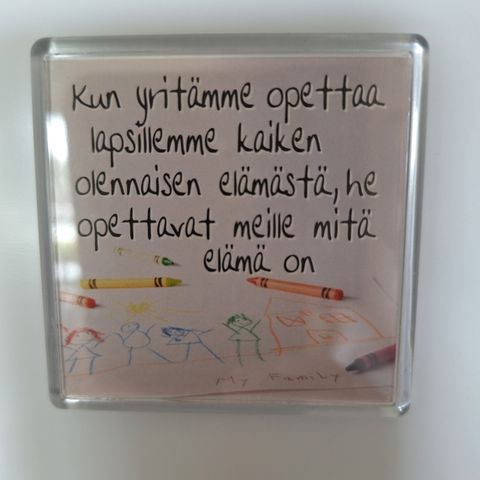 Kun yritämme opettaa
lapsillemme kaiken
olennaisen elämästä, he
opettavat meille mitä
elämä on
My Family